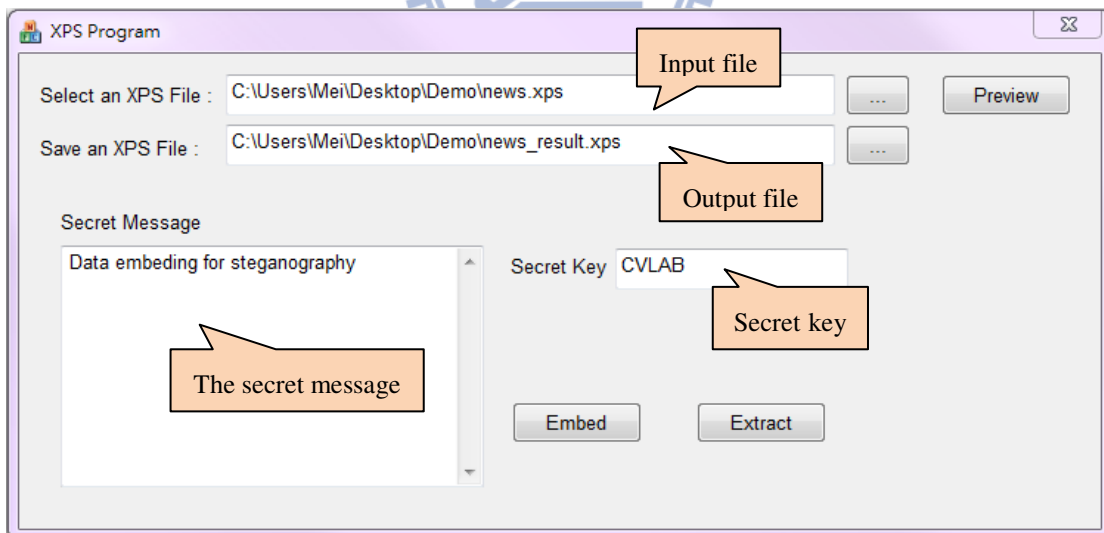 XPS Program
Input file
Select an XPS File : C:\Users\Mei\Desktop\Demo\news.xps ... Preview
Save an XPS File : C:\Users\Mei\Desktop\Demo\news_result.xps ...
Output file
Secret Message
Data embeding for steganography
Secret Key CVLAB
Secret key
The secret message
Embed Extract